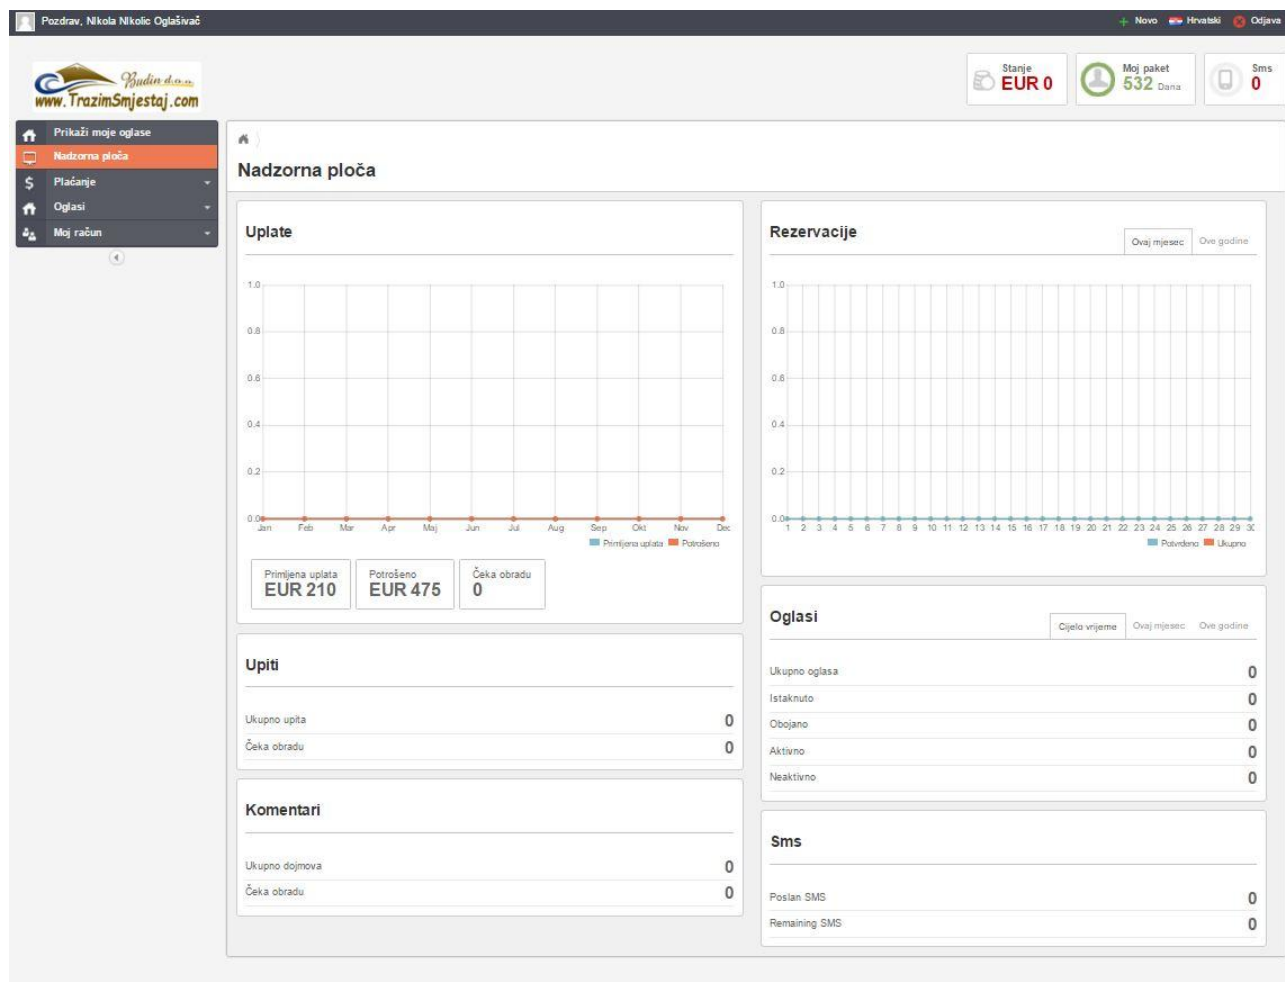 Pozdrav, NIkola NIkolic Oglašivač
Novo
Hrvatski
Odjava
Budin d.o.o.
www.TrazimSmjestaj.com
Stanje
EUR 0
Moj paket
532 Dana
Sms
0
Prikaži moje oglase
Nadzorna ploča
Plaćanje
Oglasi
Moj račun
Nadzorna ploča
Uplate
1.0
0.8
0.6
0.4
0.2
0.0
Jan Feb Mar Apr Maj Jun Jul Aug Sep Okt Nov Dec
Primljena uplata Potrošeno
Primljena uplata
EUR 210
Potrošeno
EUR 475
Čeka obradu
0
Upiti
Ukupno upita 0
Čeka obradu 0
Komentari
Ukupno dojmova 0
Čeka obradu 0
Rezervacije
Ovaj mjesec Ove godine
1.0
0.8
0.6
0.4
0.2
0.0
1 2 3 4 5 6 7 8 9 10 11 12 13 14 15 16 17 18 19 20 21 22 23 24 25 26 27 28 29 30
Potvrđeno Ukupno
Oglasi
Cijelo vrijeme Ovaj mjesec Ove godine
Ukupno oglasa 0
Istaknuto 0
Obojano 0
Aktivno 0
Neaktivno 0
Sms
Poslan SMS 0
Remaining SMS 0